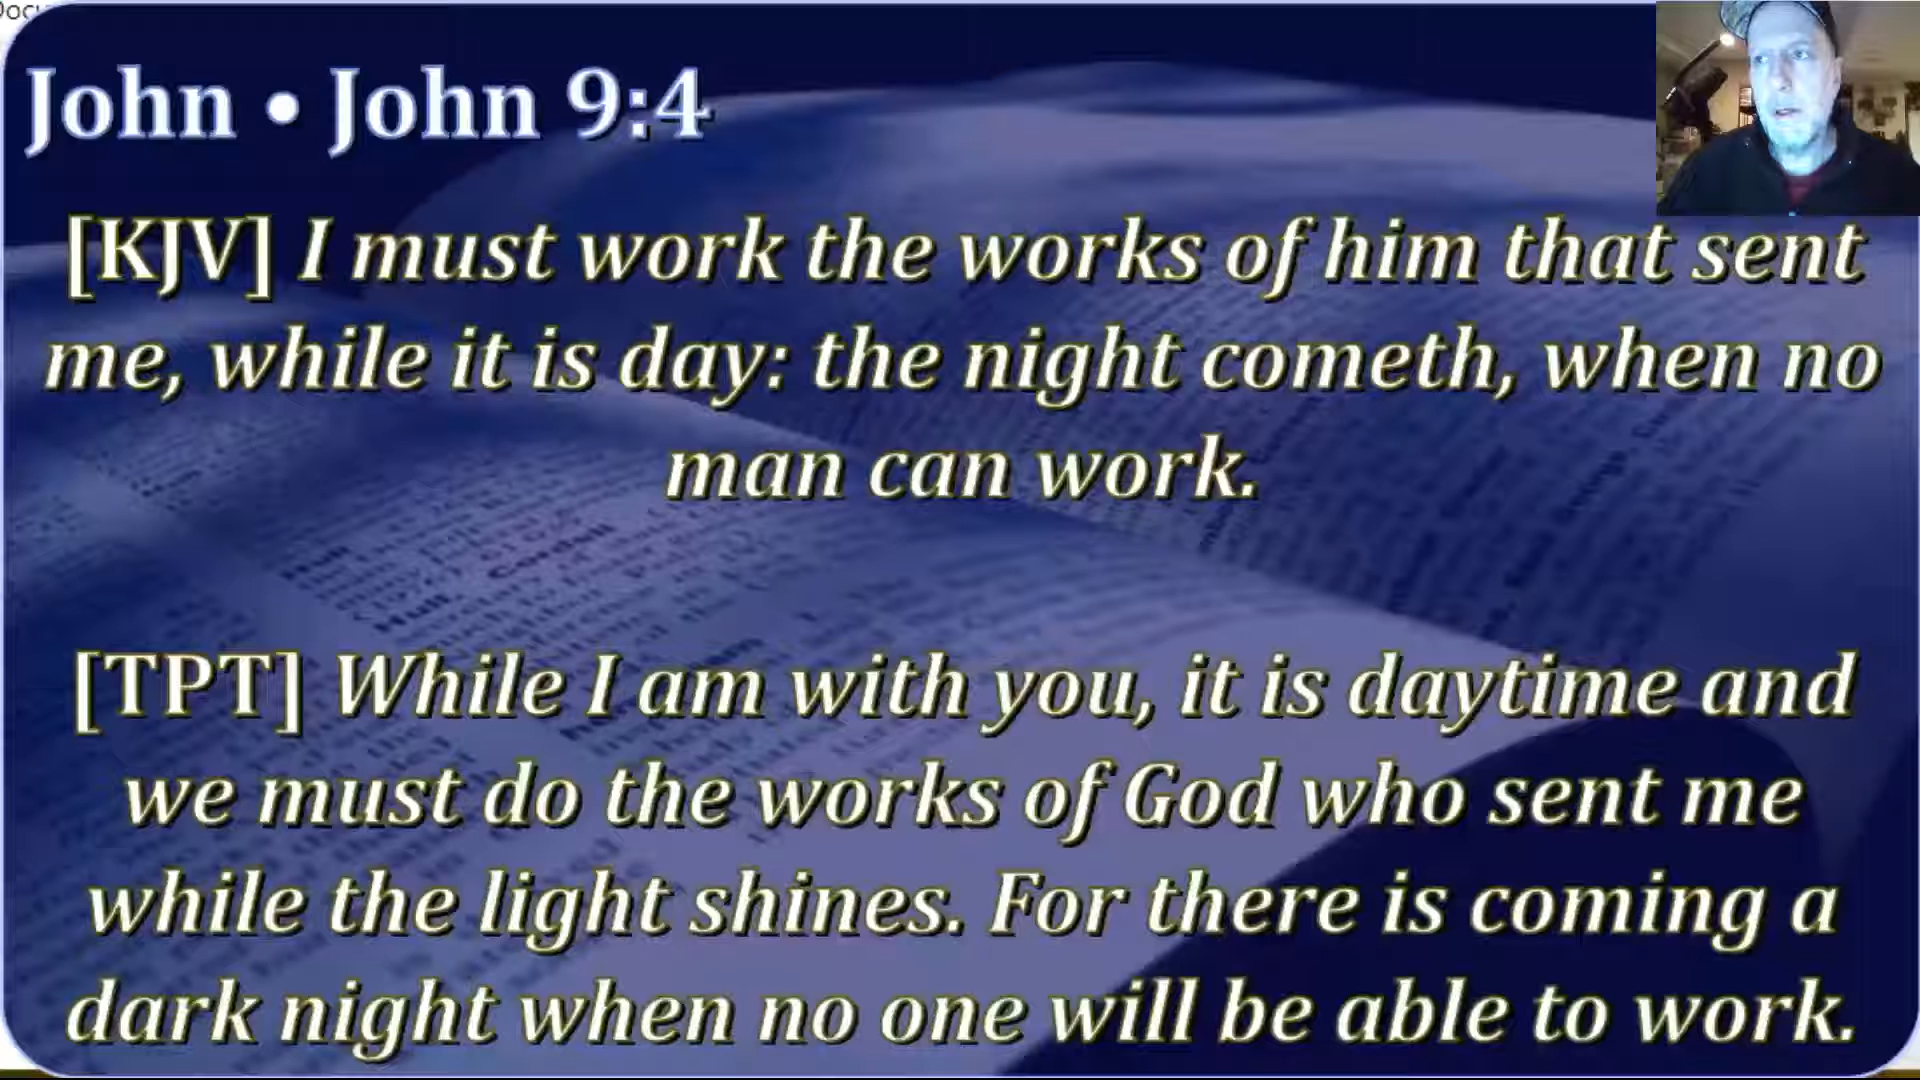 John • John 9:4
[KJV] I must work the works of him that sent
me, while it is day: the night cometh, when no
man can work.
[TPT] While I am with you, it is daytime and
we must do the works of God who sent me
while the light shines. For there is coming a
dark night when no one will be able to work.